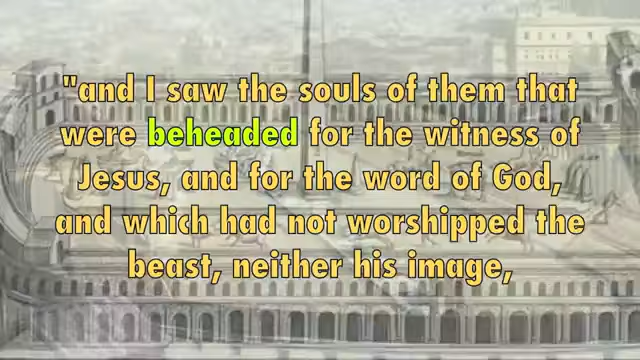 "and I saw the souls of them that
were beheaded for the witness of
Jesus, and for the word of God,
and which had not worshipped the
beast, neither his image,